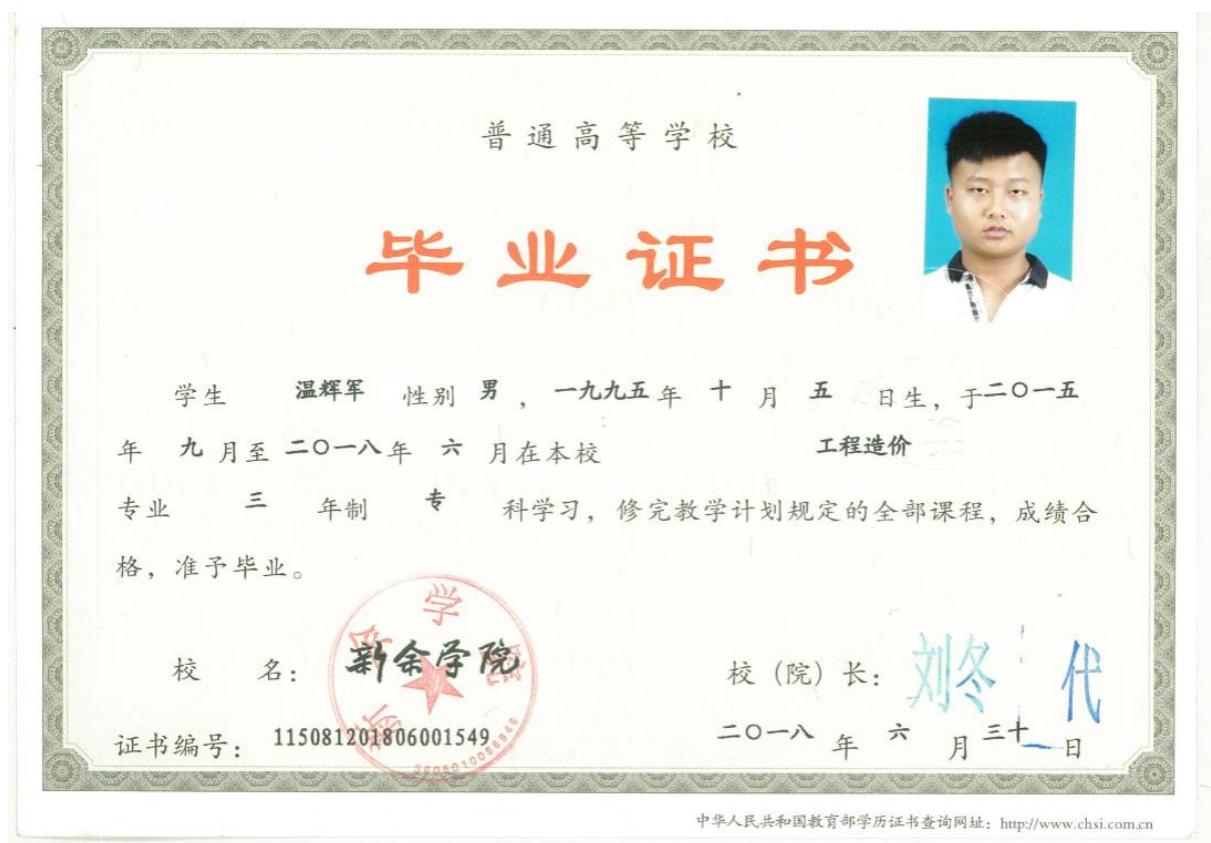 普通高等学校
毕业证书
学生 温辉军 性别 男，一九九五年 十 月 五 日生，于二〇一五
年 九 月至 二〇一八年 六 月在本校 工程造价
专业 三 年制 专 科学习，修完教学计划规定的全部课程，成绩合
格，准予毕业。
校 名： 新余学院
新余学院
校（院）长： 刘冬 代
证书编号： 115081201806001549
二〇一八 年 六 月 三十 日
中华人民共和国教育部学历证书查询网址：http://www.chsi.com.cn